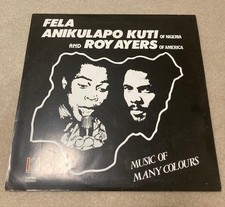 FELA
ANIKULAPO KUTI OF NIGERIA
AND ROY AYERS OF AMERICA
MUSIC OF
MANY COLOURS